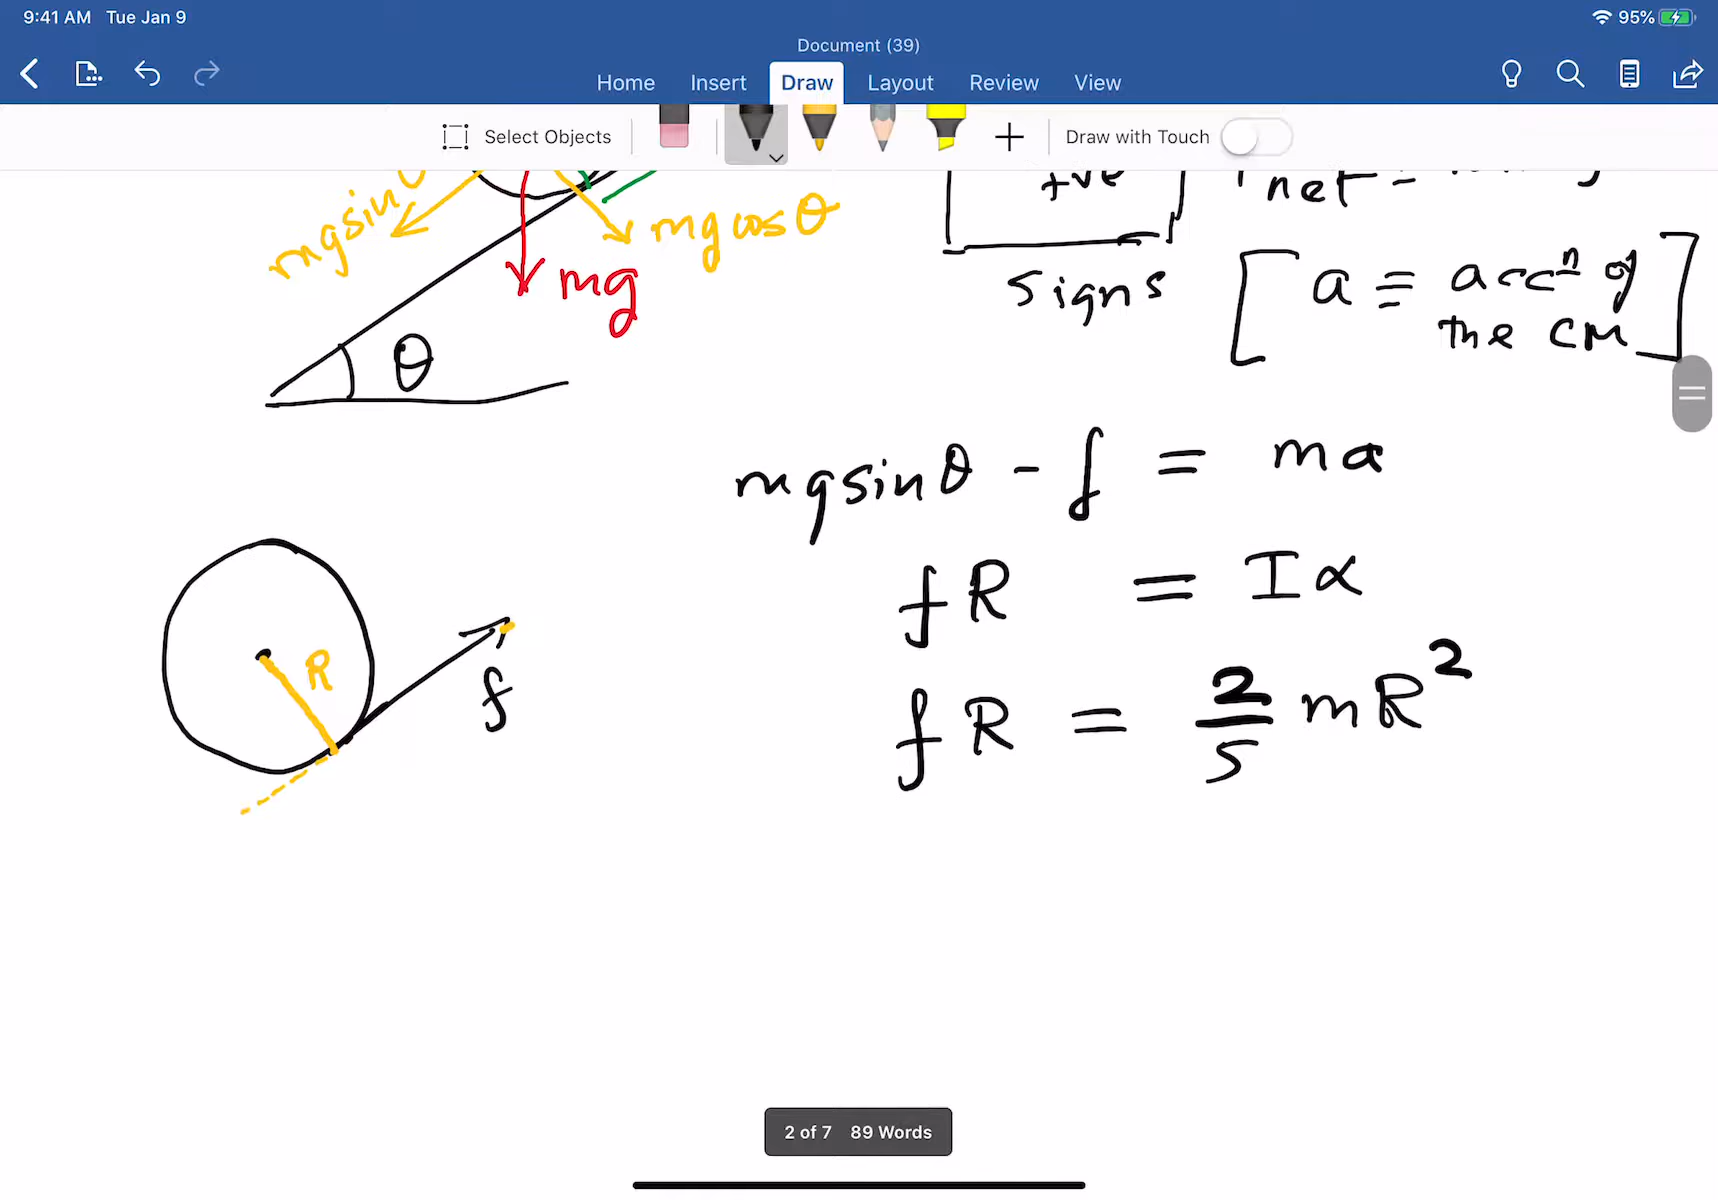 9:41 AM Tue Jan 9
95%
Document (39)
Home Insert Draw Layout Review View
Select Objects
Draw with Touch
mgsinθ
mg cosθ
mg
θ
+ve
net =
signs
[a ≡ accⁿ of
the CM]
mgsinθ - f = ma
fR = Iα
R
f
fR = 2/5 mR²
2 of 7 89 Words